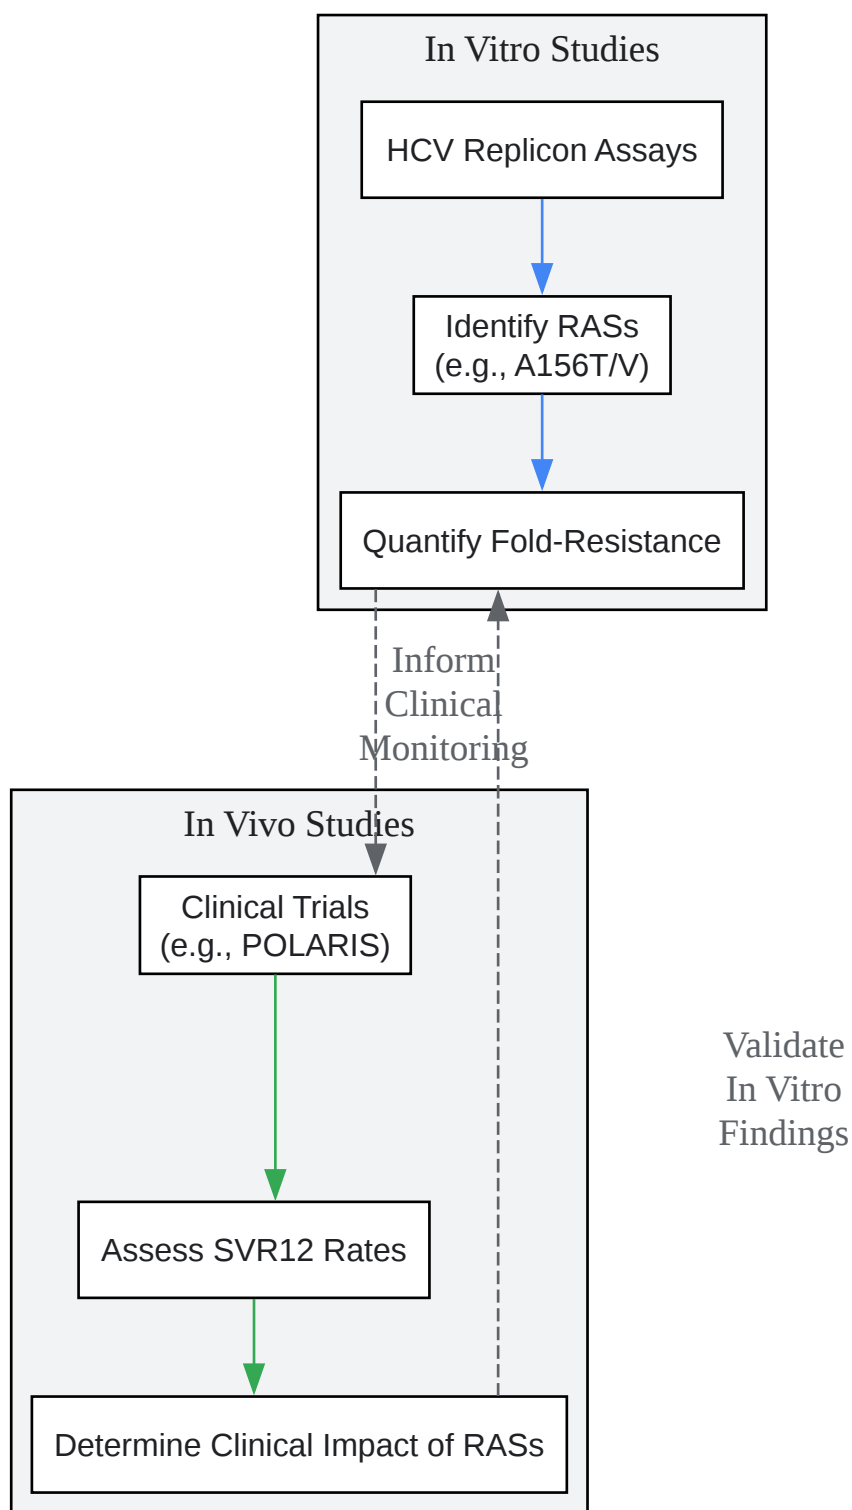 In Vitro Studies
HCV Replicon Assays
Identify RASs
(e.g., A156T/V)
Quantify Fold-Resistance
Inform
Clinical
Monitoring
In Vivo Studies
Clinical Trials
(e.g., POLARIS)
Validate
In Vitro
Findings
Assess SVR12 Rates
Determine Clinical Impact of RASs